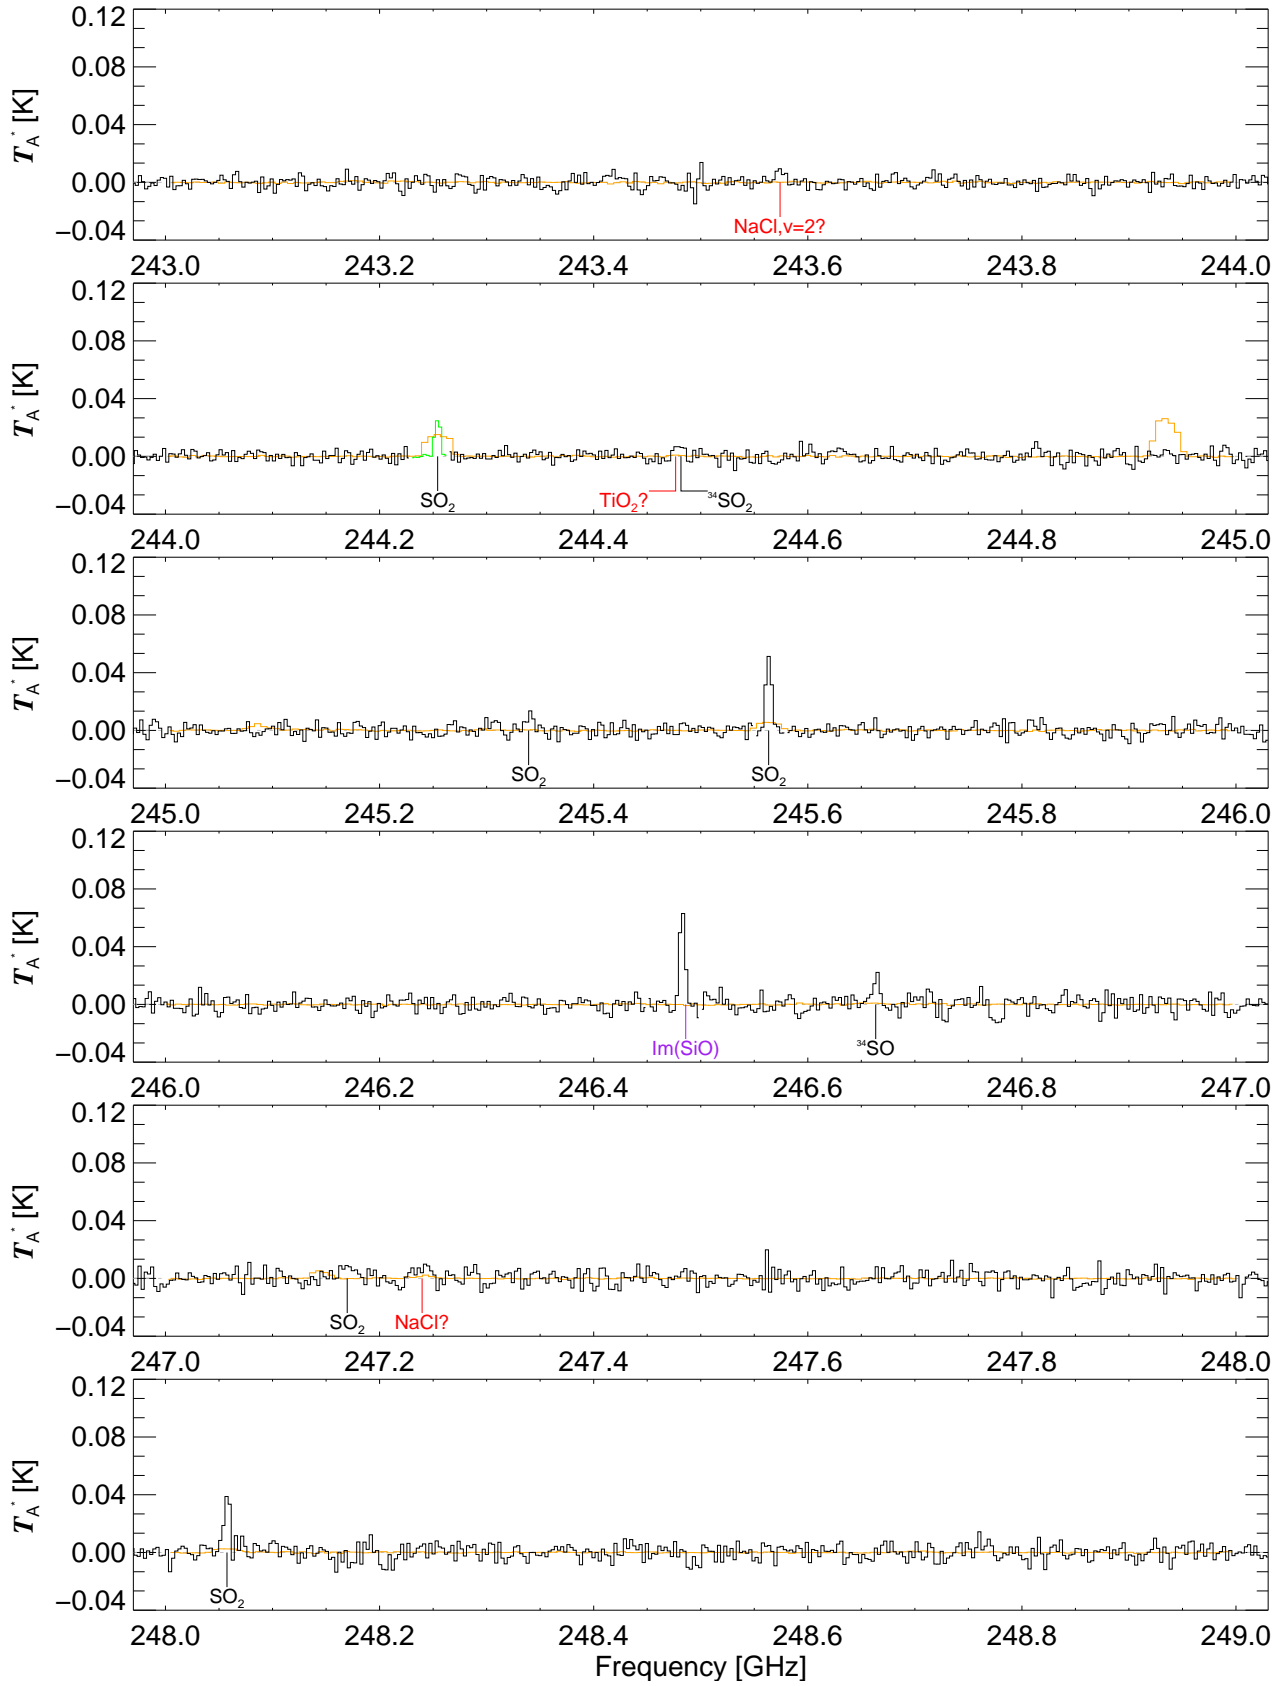 0.12
0.08
0.04
0.00
−0.04
T_A^* [K]
NaCl,v=2?
243.0 243.2 243.4 243.6 243.8 244.0
0.12
0.08
0.04
0.00
−0.04
T_A^* [K]
SO₂ TiO₂? ³⁴SO₂
244.0 244.2 244.4 244.6 244.8 245.0
0.12
0.08
0.04
0.00
−0.04
T_A^* [K]
SO₂ SO₂
245.0 245.2 245.4 245.6 245.8 246.0
0.12
0.08
0.04
0.00
−0.04
T_A^* [K]
Im(SiO) ³⁴SO
246.0 246.2 246.4 246.6 246.8 247.0
0.12
0.08
0.04
0.00
−0.04
T_A^* [K]
SO₂ NaCl?
247.0 247.2 247.4 247.6 247.8 248.0
0.12
0.08
0.04
0.00
−0.04
T_A^* [K]
SO₂
248.0 248.2 248.4 248.6 248.8 249.0
Frequency [GHz]